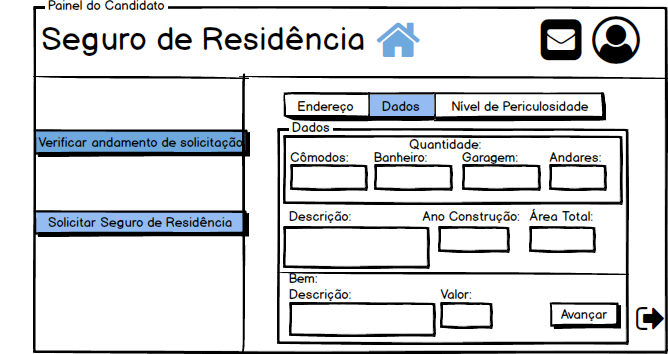 Painel do Candidato
Seguro de Residência
Endereço Dados Nível de Periculosidade
Dados
Verificar andamento de solicitação
Quantidade:
Cômodos: Banheiro: Garagem: Andares:
Solicitar Seguro de Residência
Descrição: Ano Construção: Área Total:
Bem:
Descrição: Valor:
Avançar